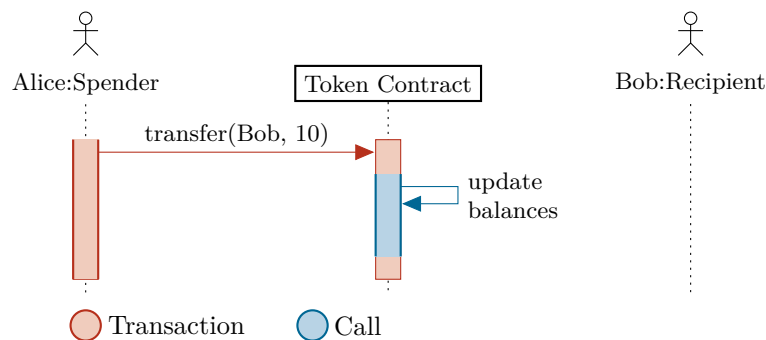 Alice:Spender
Token Contract
Bob:Recipient
transfer(Bob, 10)
update
balances
Transaction
Call